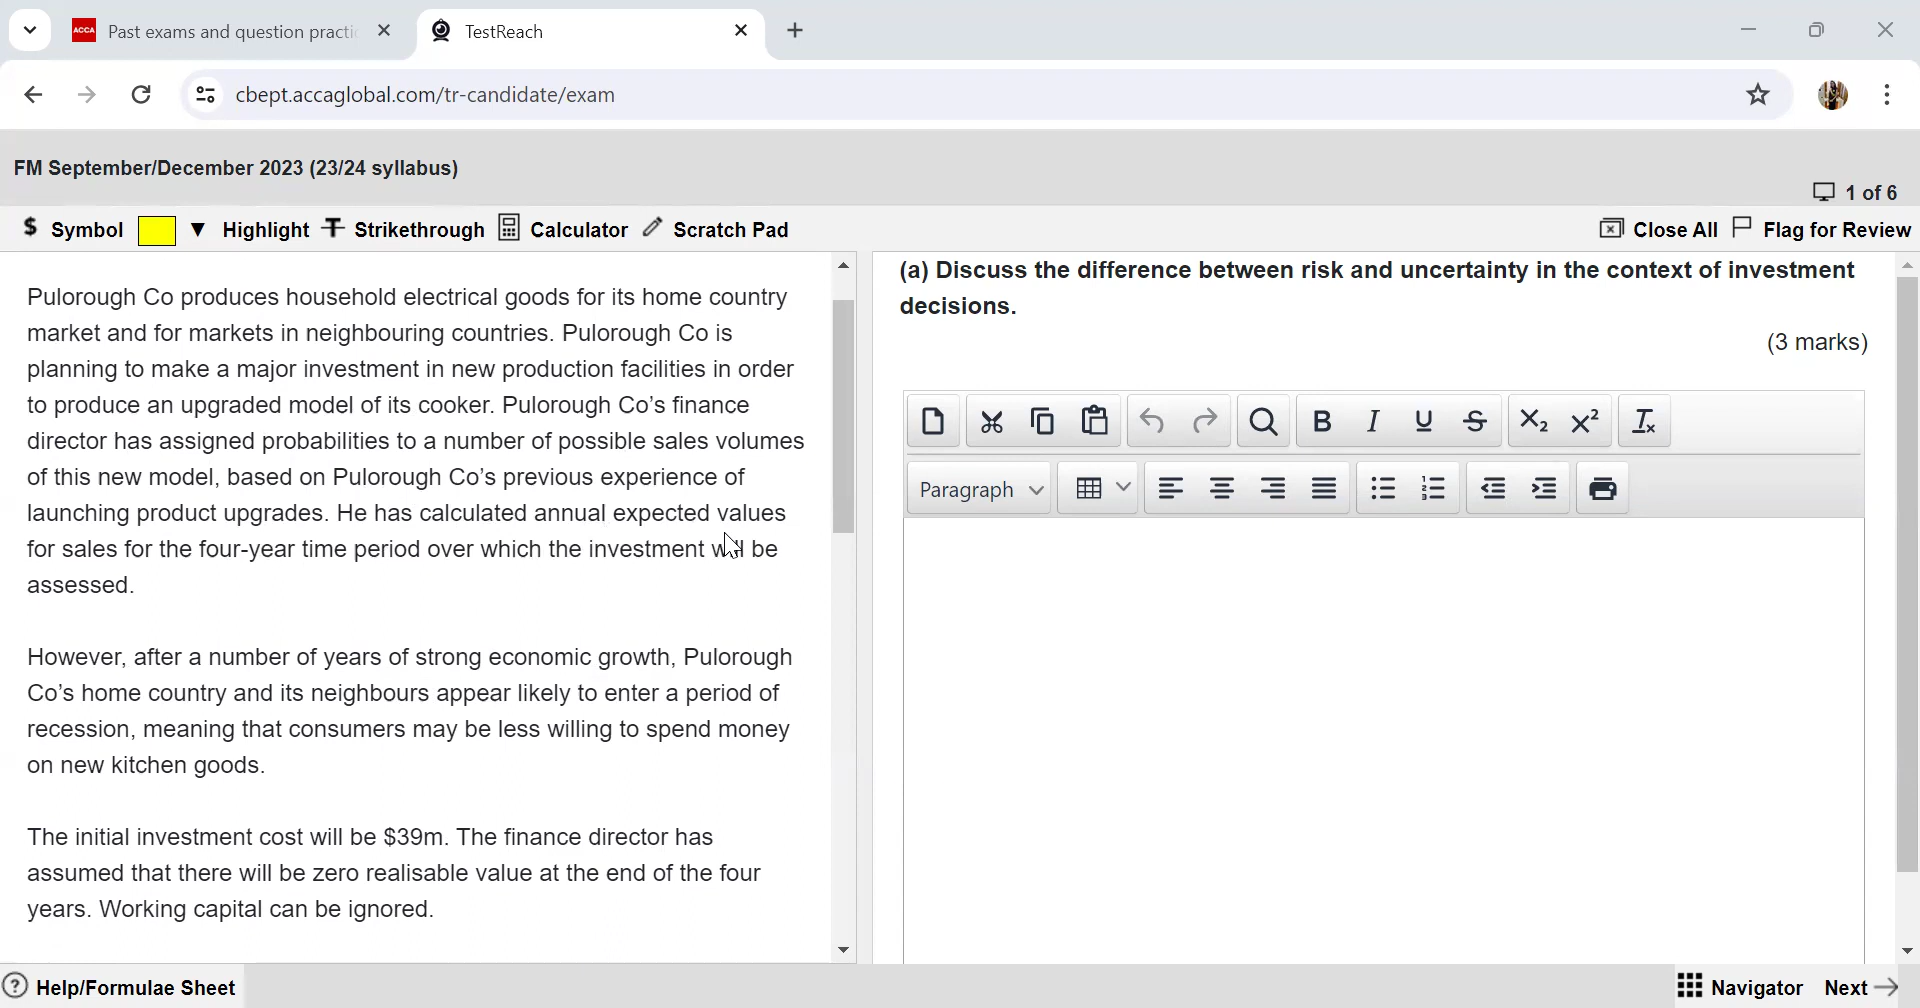 ACCA
Past exams and question practi
TestReach
cbept.accaglobal.com/tr-candidate/exam
FM September/December 2023 (23/24 syllabus)
1 of 6
$ Symbol
Highlight
Strikethrough
Calculator
Scratch Pad
Close All
Flag for Review
Pulorough Co produces household electrical goods for its home country
market and for markets in neighbouring countries. Pulorough Co is
planning to make a major investment in new production facilities in order
to produce an upgraded model of its cooker. Pulorough Co's finance
director has assigned probabilities to a number of possible sales volumes
of this new model, based on Pulorough Co's previous experience of
launching product upgrades. He has calculated annual expected values
for sales for the four-year time period over which the investment will be
assessed.
However, after a number of years of strong economic growth, Pulorough
Co's home country and its neighbours appear likely to enter a period of
recession, meaning that consumers may be less willing to spend money
on new kitchen goods.
The initial investment cost will be $39m. The finance director has
assumed that there will be zero realisable value at the end of the four
years. Working capital can be ignored.
(a) Discuss the difference between risk and uncertainty in the context of investment
decisions.
(3 marks)
Paragraph
Help/Formulae Sheet
Navigator
Next